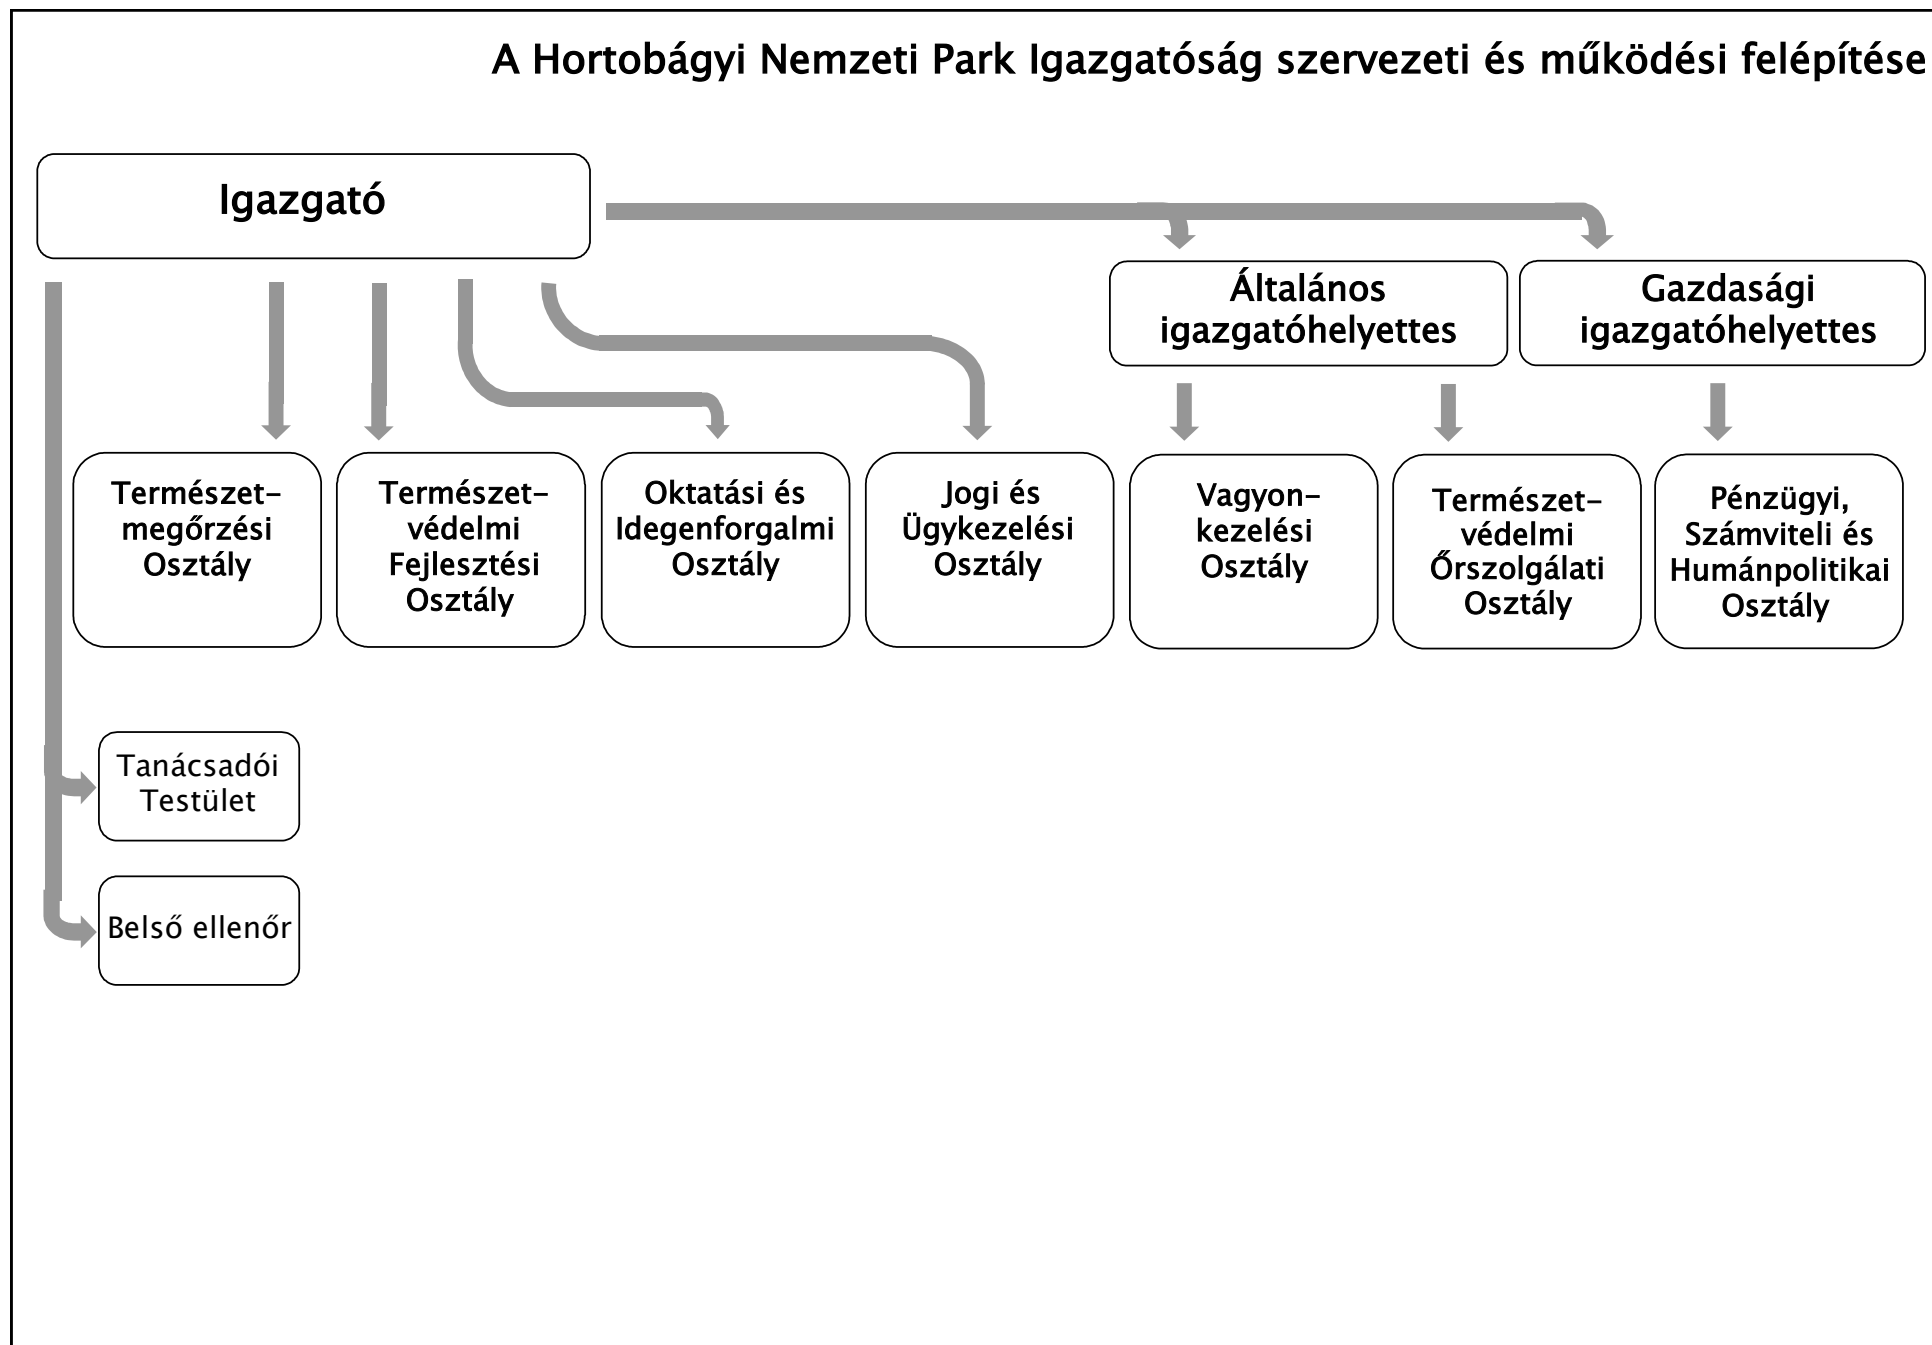 A Hortobágyi Nemzeti Park Igazgatóság szervezeti és működési felépítése
Igazgató
Általános
igazgatóhelyettes
Gazdasági
igazgatóhelyettes
Természet-
megőrzési
Osztály
Természet-
védelmi
Fejlesztési
Osztály
Oktatási és
Idegenforgalmi
Osztály
Jogi és
Ügykezelési
Osztály
Vagyon-
kezelési
Osztály
Természet-
védelmi
Őrszolgálati
Osztály
Pénzügyi,
Számviteli és
Humánpolitikai
Osztály
Tanácsadói
Testület
Belső ellenőr